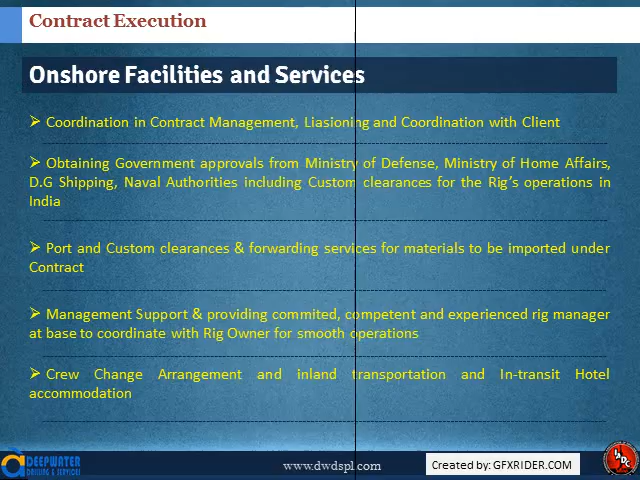 Contract Execution
Onshore Facilities and Services
➢ Coordination in Contract Management, Liasioning and Coordination with Client
➢ Obtaining Government approvals from Ministry of Defense, Ministry of Home Affairs,
D.G Shipping, Naval Authorities including Custom clearances for the Rig's operations in
India
➢ Port and Custom clearances & forwarding services for materials to be imported under
Contract
➢ Management Support & providing commited, competent and experienced rig manager
at base to coordinate with Rig Owner for smooth operations
➢ Crew Change Arrangement and inland transportation and In-transit Hotel
accommodation
DEEPWATER
DRILLING & SERVICES
www.dwdspl.com
Created by: GFXRIDER.COM
IADC